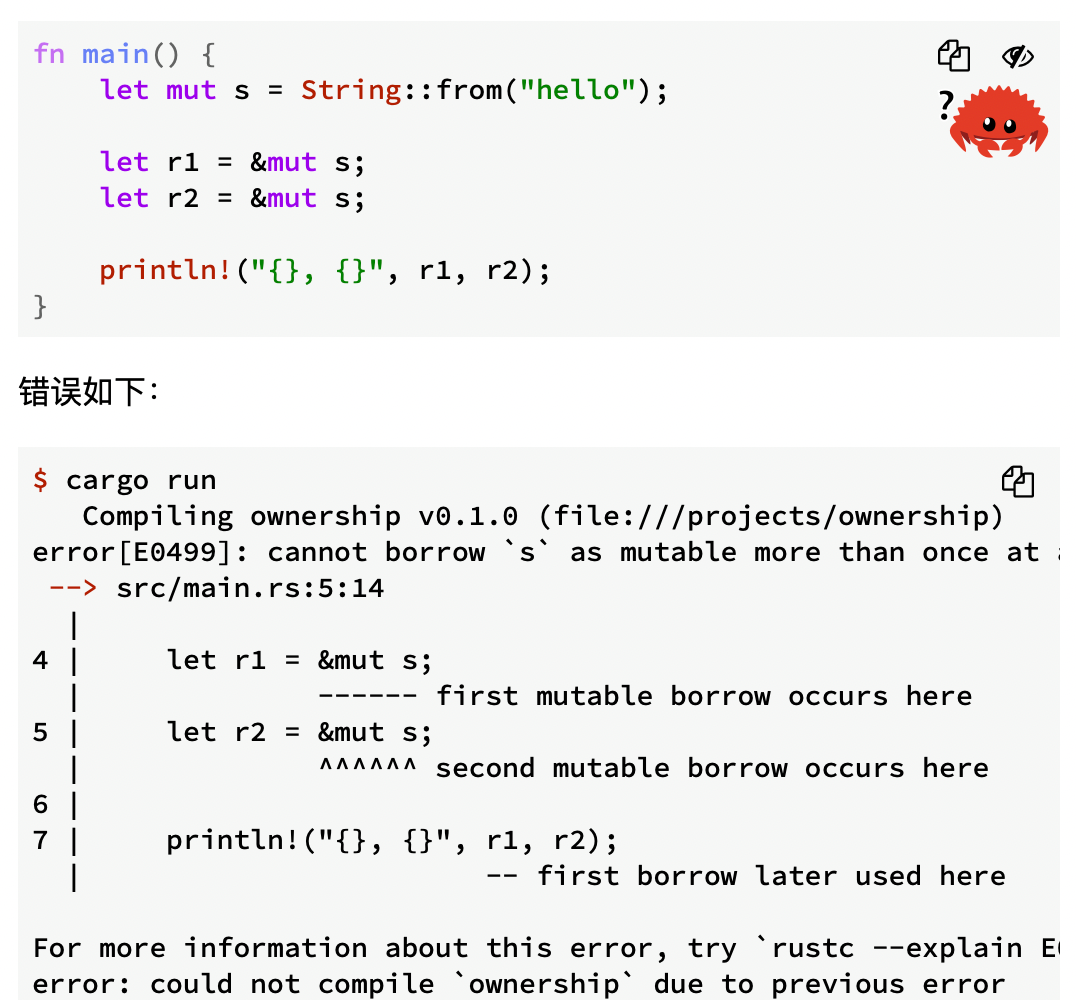 fn main() {
    let mut s = String::from("hello");
?
    let r1 = &mut s;
    let r2 = &mut s;
    println!("{}, {}", r1, r2);
}
错误如下：
$ cargo run
   Compiling ownership v0.1.0 (file:///projects/ownership)
error[E0499]: cannot borrow `s` as mutable more than once at
 --> src/main.rs:5:14
  |
4 |     let r1 = &mut s;
  |              ------ first mutable borrow occurs here
5 |     let r2 = &mut s;
  |              ^^^^^^ second mutable borrow occurs here
6 |
7 |     println!("{}, {}", r1, r2);
  |                        -- first borrow later used here
For more information about this error, try `rustc --explain
error: could not compile `ownership` due to previous error